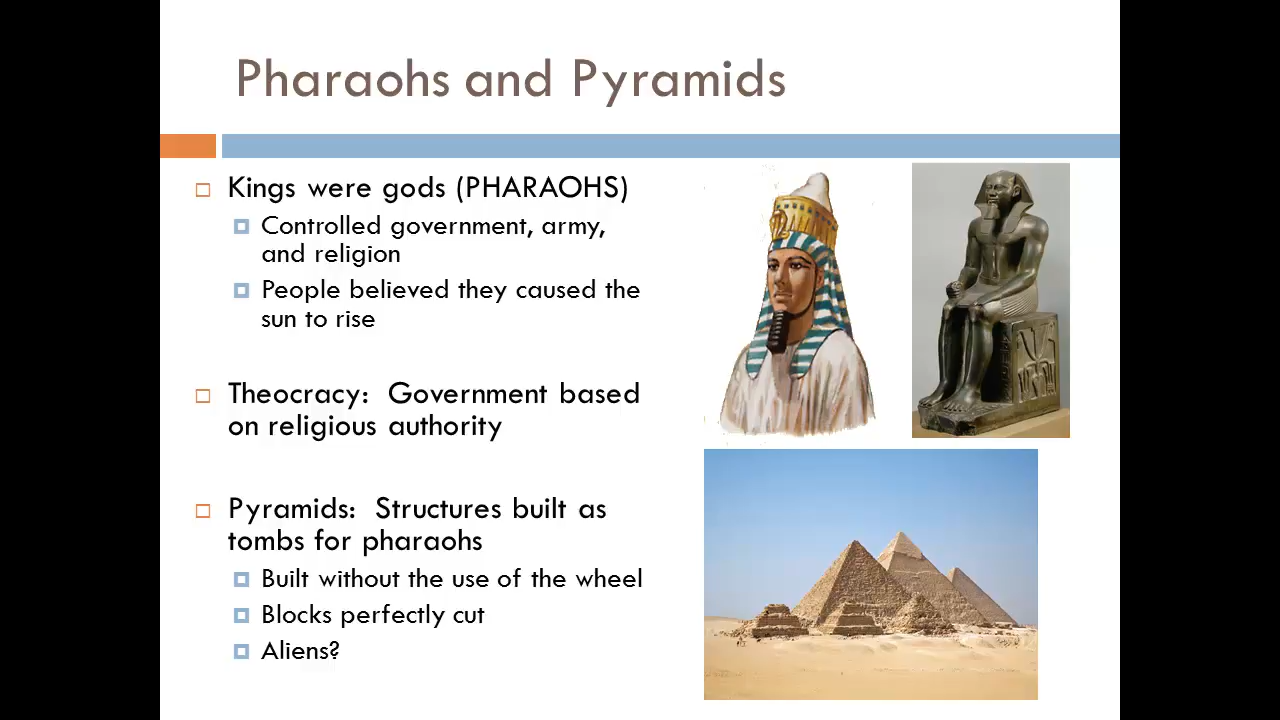 Pharaohs and Pyramids
Kings were gods (PHARAOHS)
Controlled government, army,
and religion
People believed they caused the
sun to rise
Theocracy: Government based
on religious authority
Pyramids: Structures built as
tombs for pharaohs
Built without the use of the wheel
Blocks perfectly cut
Aliens?